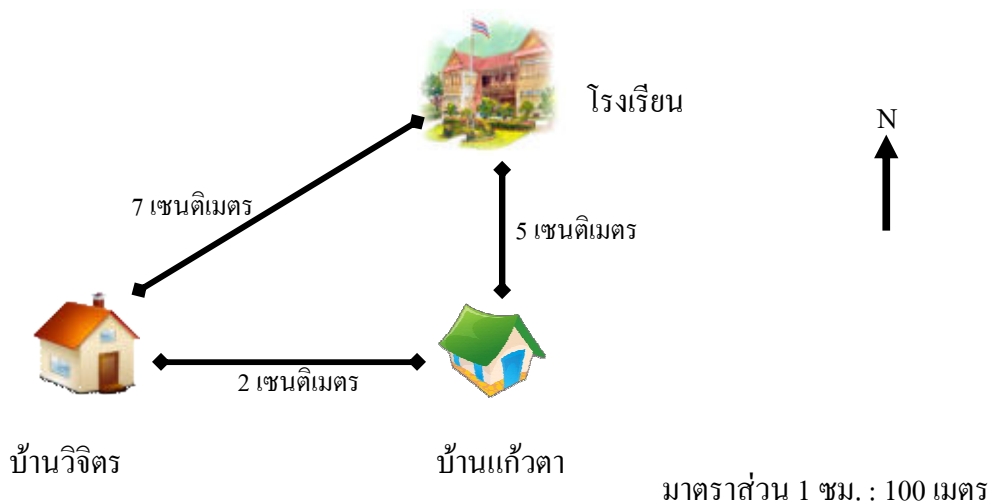 โรงเรียน
N
7 เซนติเมตร
5 เซนติเมตร
2 เซนติเมตร
บ้านวิจิตร
บ้านแก้วตา
มาตราส่วน 1 ซม. : 100 เมตร